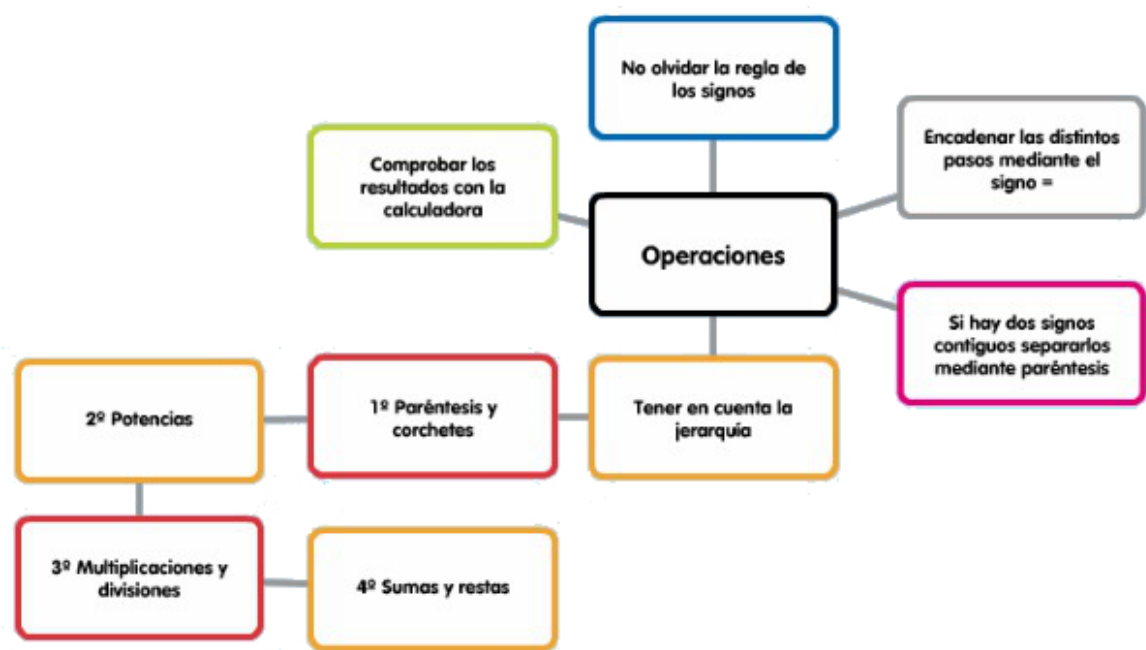 No olvidar la regla de
los signos
Encadenar las distintos
pasos mediante el
signo =
Comprobar los
resultados con la
calculadora
Operaciones
Si hay dos signos
contiguos separarlos
mediante paréntesis
2º Potencias
1º Paréntesis y
corchetes
Tener en cuenta la
jerarquía
3º Multiplicaciones y
divisiones
4º Sumas y restas